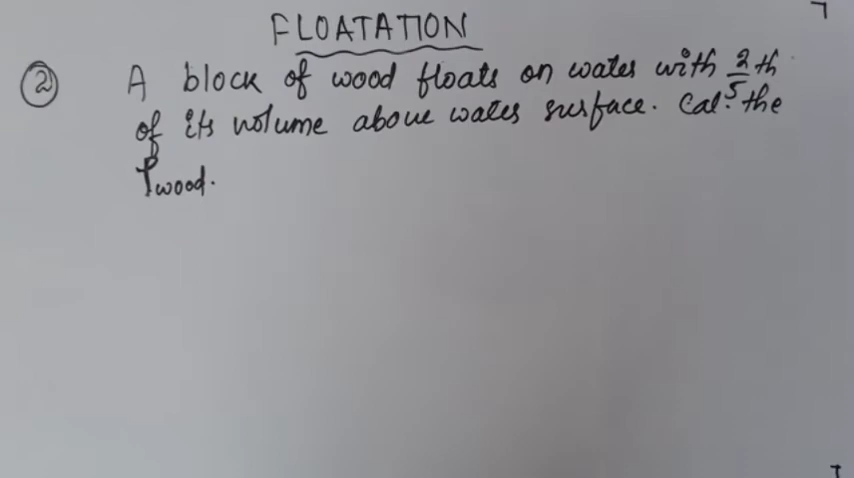 FLOATATION
② A block of wood floats on water with 2/5 th
of its volume above water surface. Cal. the
ρwood.